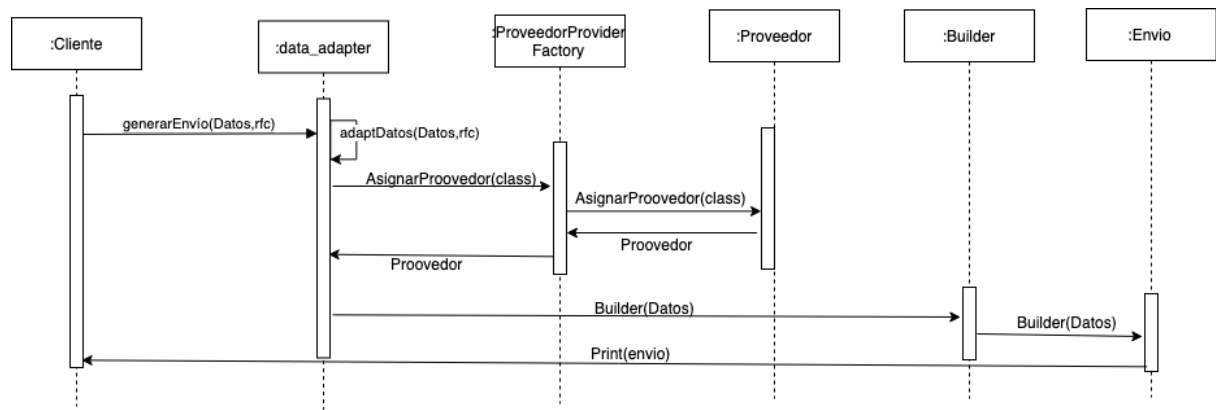 :Cliente
:data_adapter
:ProveedorProvider
Factory
:Proveedor
:Builder
:Envio
generarEnvío(Datos,rfc)
adaptDatos(Datos,rfc)
AsignarProovedor(class)
AsignarProovedor(class)
Proovedor
Proovedor
Builder(Datos)
Builder(Datos)
Print(envio)